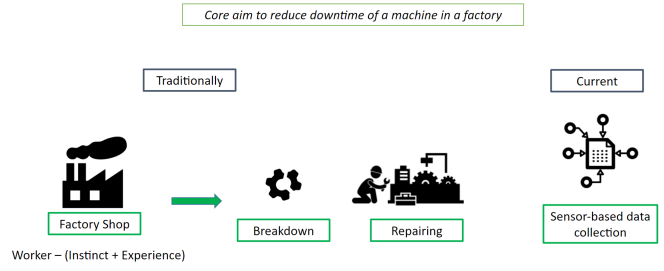 Core aim to reduce downtime of a machine in a factory
Traditionally
Current
Factory Shop
Breakdown
Repairing
Sensor-based data
collection
Worker – (Instinct + Experience)